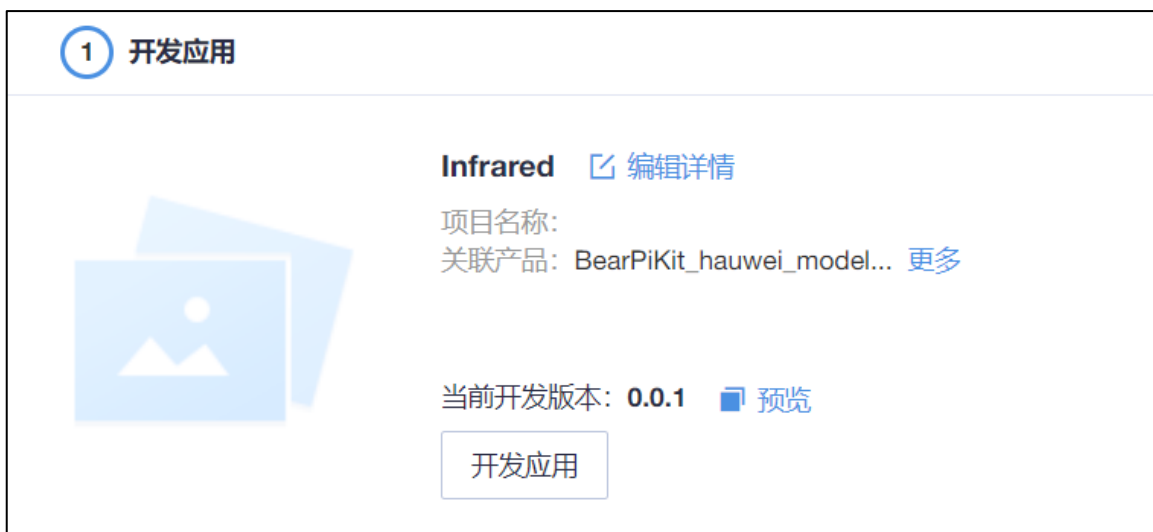 1 开发应用
Infrared 编辑详情
项目名称：
关联产品：BearPiKit_hauwei_model... 更多
当前开发版本：0.0.1 预览
开发应用